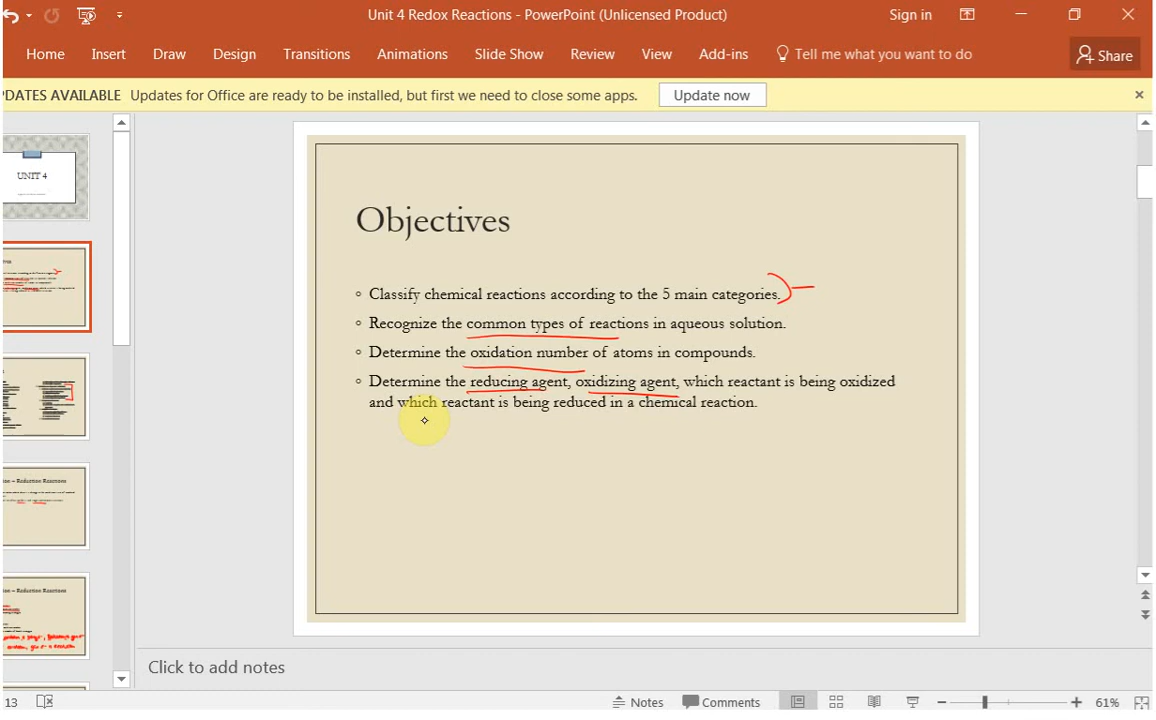 Unit 4 Redox Reactions - PowerPoint (Unlicensed Product)
Sign in
Home Insert Draw Design Transitions Animations Slide Show Review View Add-ins Tell me what you want to do Share
PDATES AVAILABLE Updates for Office are ready to be installed, but first we need to close some apps. Update now
UNIT 4
Objectives
Classify chemical reactions according to the 5 main categories.
Recognize the common types of reactions in aqueous solution.
Determine the oxidation number of atoms in compounds.
Determine the reducing agent, oxidizing agent, which reactant is being oxidized
and which reactant is being reduced in a chemical reaction.
Reduction Reactions
Reduction Reactions
Click to add notes
13
Notes Comments 61%